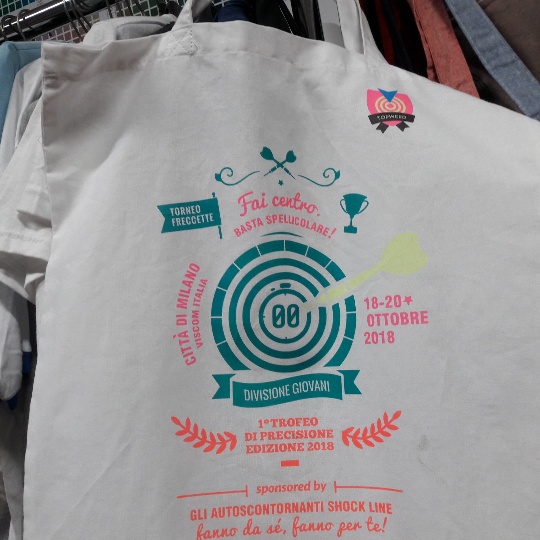 TOPWEED
TORNEO
FRECCETTE
Fai centro.
BASTA SPELUCOLARE!
CITTÀ DI MILANO
VISCOM ITALIA
00
18-20*
OTTOBRE
2018
DIVISIONE GIOVANI
1° TROFEO
DI PRECISIONE
EDIZIONE 2018
sponsored by
GLI AUTOSCONTORNANTI SHOCK LINE
fanno da sé, fanno per te!